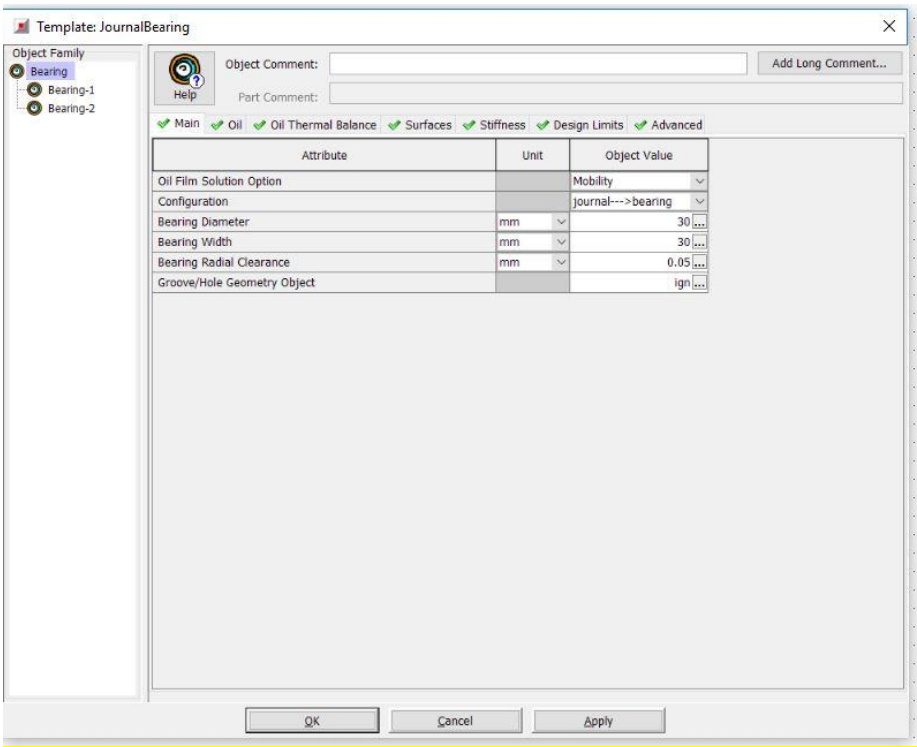 Template: JournalBearing
Object Family
Bearing
Bearing-1
Bearing-2
Help
Object Comment:
Add Long Comment...
Part Comment:
Main Oil Oil Thermal Balance Surfaces Stiffness Design Limits Advanced
Attribute Unit Object Value
Oil Film Solution Option Mobility
Configuration journal--->bearing
Bearing Diameter mm 30 ...
Bearing Width mm 30 ...
Bearing Radial Clearance mm 0.05 ...
Groove/Hole Geometry Object ign ...
OK Cancel Apply